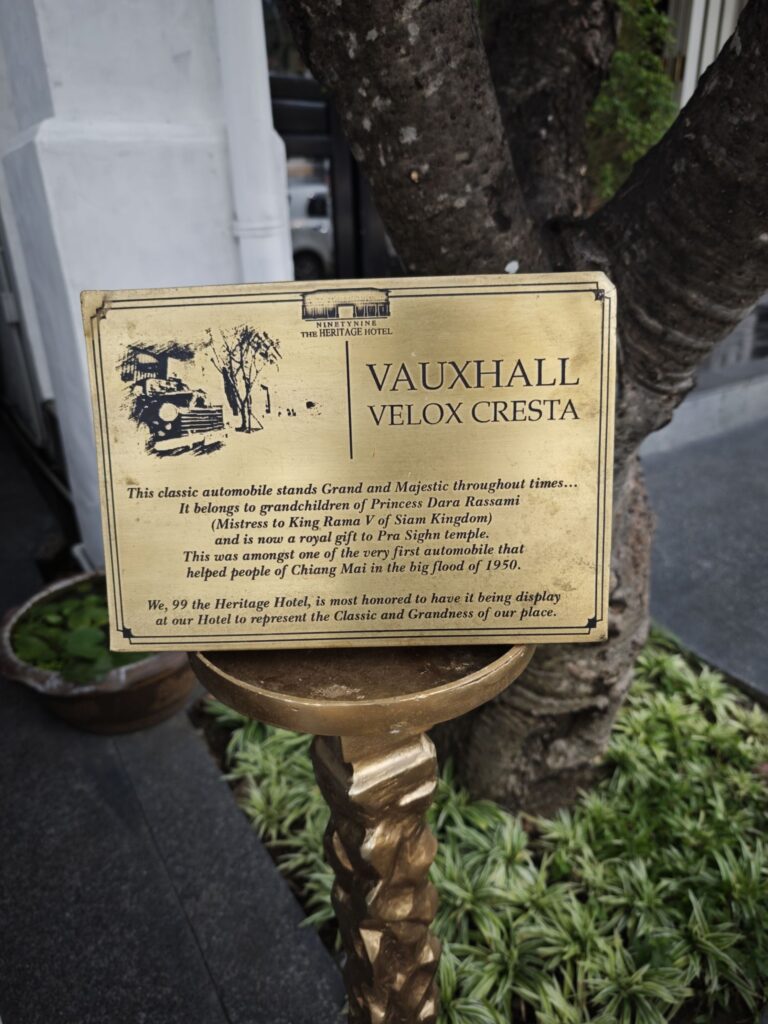 NINETYNINE
THE HERITAGE HOTEL
VAUXHALL
VELOX CRESTA
This classic automobile stands Grand and Majestic throughout times...
It belongs to grandchildren of Princess Dara Rassami
(Mistress to King Rama V of Siam Kingdom)
and is now a royal gift to Pra Sighn temple.
This was amongst one of the very first automobile that
helped people of Chiang Mai in the big flood of 1950.
We, 99 the Heritage Hotel, is most honored to have it being display
at our Hotel to represent the Classic and Grandness of our place.